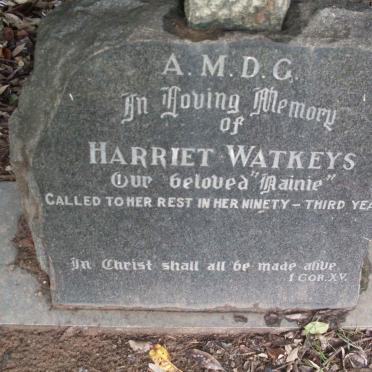 A.M.D.G.
In Loving Memory
of
HARRIET WATKEYS
Our beloved "Nainie"
CALLED TO HER REST IN HER NINETY-THIRD YEA
In Christ shall all be made alive.
I COR. XV.